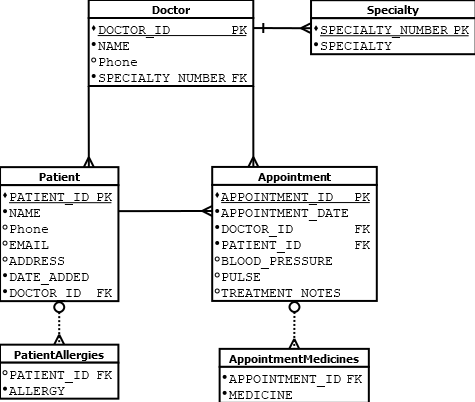 Doctor
DOCTOR_ID PK
NAME
Phone
SPECIALTY_NUMBER FK
Specialty
SPECIALTY_NUMBER PK
SPECIALTY
Patient
PATIENT_ID PK
NAME
Phone
EMAIL
ADDRESS
DATE_ADDED
DOCTOR_ID FK
Appointment
APPOINTMENT_ID PK
APPOINTMENT_DATE
DOCTOR_ID FK
PATIENT_ID FK
BLOOD_PRESSURE
PULSE
TREATMENT_NOTES
PatientAllergies
PATIENT_ID FK
ALLERGY
AppointmentMedicines
APPOINTMENT_ID FK
MEDICINE